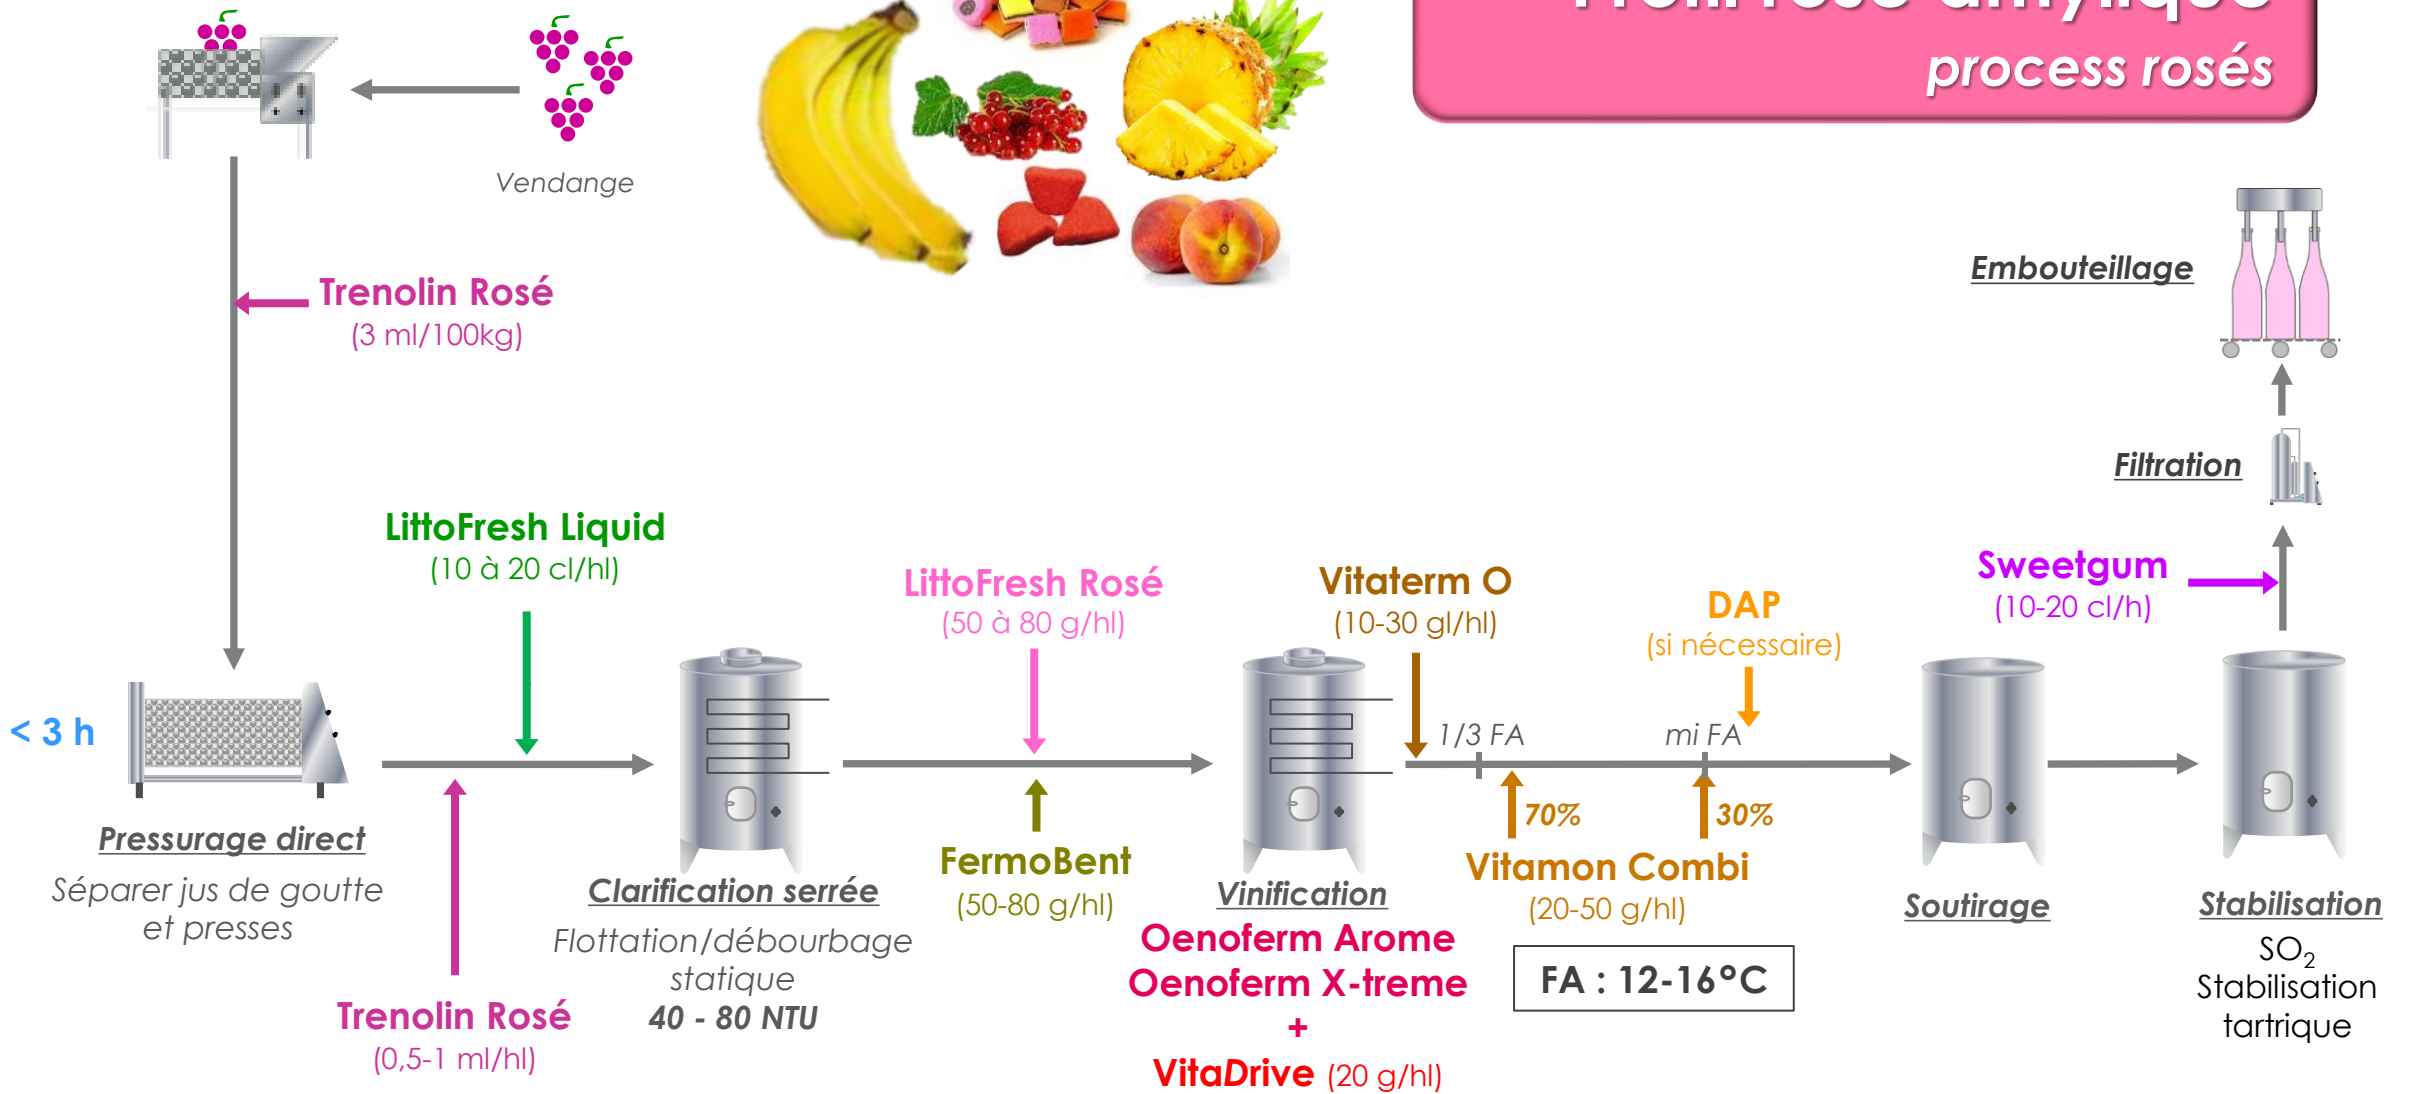 process rosés
Vendange
Trenolin Rosé
(3 ml/100kg)
Embouteillage
Filtration
LittoFresh Liquid
(10 à 20 cl/hl)
LittoFresh Rosé
(50 à 80 g/hl)
Vitaterm O
(10-30 gl/hl)
DAP
(si nécessaire)
Sweetgum
(10-20 cl/h)
< 3 h
1/3 FA
mi FA
70%
30%
Pressurage direct
Séparer jus de goutte
et presses
Trenolin Rosé
(0,5-1 ml/hl)
Clarification serrée
Flottation/débourbage
statique
40 - 80 NTU
FermoBent
(50-80 g/hl)
Vinification
Oenoferm Arome
Oenoferm X-treme
+
VitaDrive (20 g/hl)
Vitamon Combi
(20-50 g/hl)
FA : 12-16°C
Soutirage
Stabilisation
SO₂
Stabilisation
tartrique